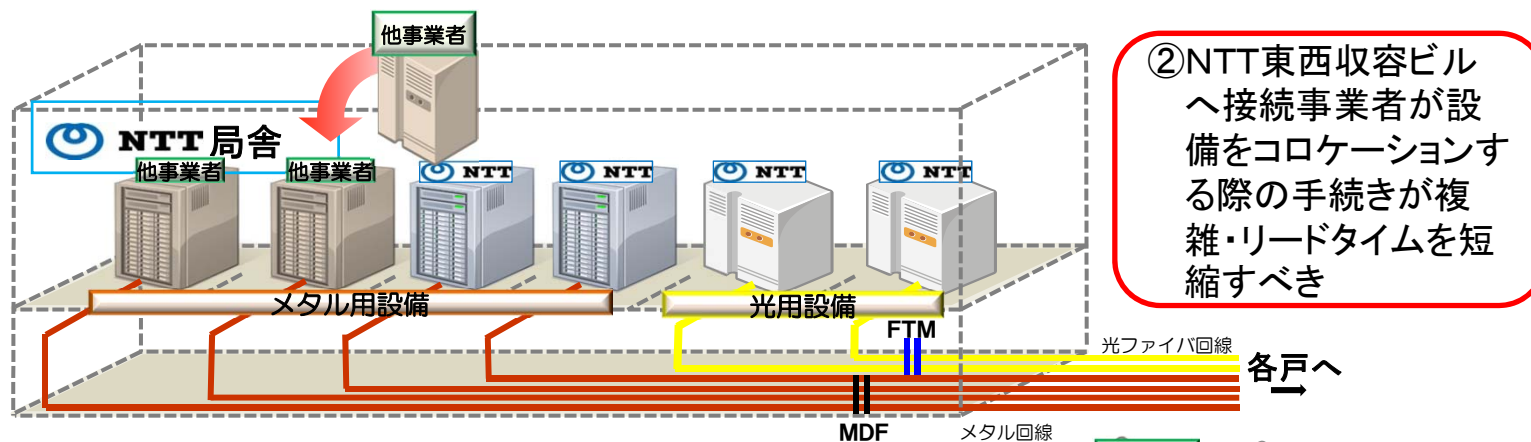 他事業者
②NTT東西収容ビル
へ接続事業者が設
備をコロケーションす
る際の手続きが複
雑・リードタイムを短
縮すべき
NTT局舎
他事業者
他事業者
NTT
NTT
NTT
NTT
メタル用設備
光用設備
FTM
光ファイバ回線
各戸へ
MDF
メタル回線